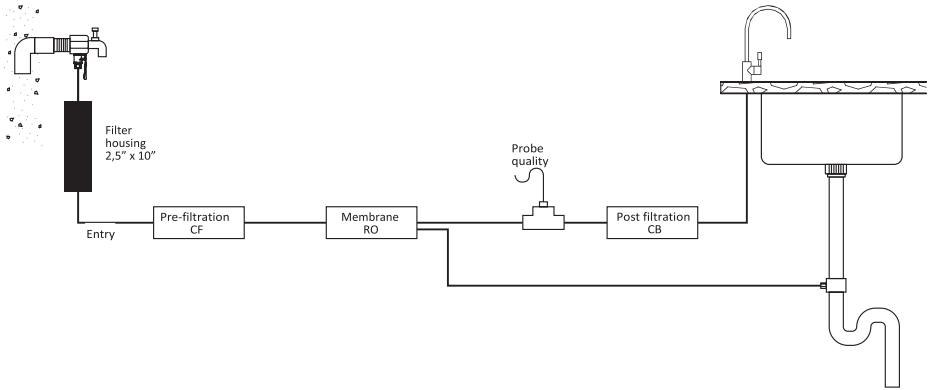 Filter
housing
2,5” x 10”
Entry
Pre-filtration
CF
Membrane
RO
Probe
quality
Post filtration
CB